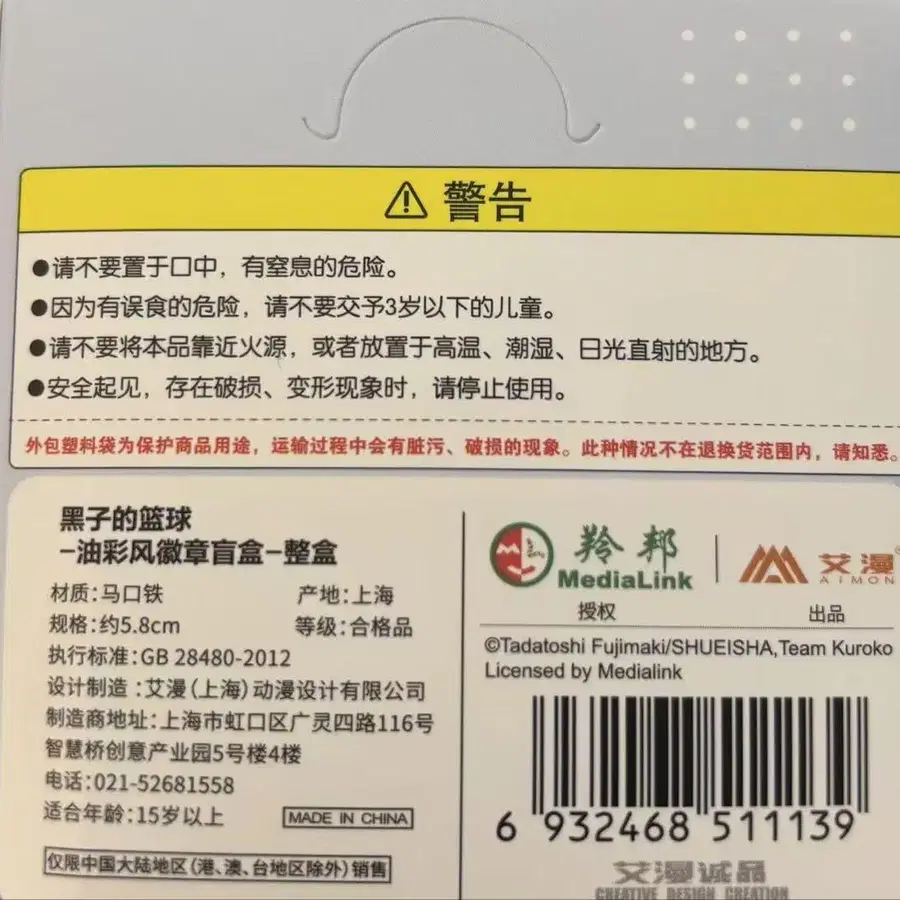 警告
●请不要置于口中，有窒息的危险。
●因为有误食的危险，请不要交予3岁以下的儿童。
●请不要将本品靠近火源，或者放置于高温、潮湿、日光直射的地方。
●安全起见，存在破损、变形现象时，请停止使用。
外包塑料袋为保护商品用途，运输过程中会有脏污、破损的现象。此种情况不在退换货范围内，请知悉。
黑子的篮球
-油彩风徽章盲盒-整盒
材质：马口铁 产地：上海
规格：约5.8cm 等级：合格品
执行标准：GB 28480-2012
设计制造：艾漫（上海）动漫设计有限公司
制造商地址：上海市虹口区广灵四路116号
智慧桥创意产业园5号楼4楼
电话：021-52681558
适合年龄：15岁以上
MADE IN CHINA
仅限中国大陆地区（港、澳、台地区除外）销售
羚邦
MediaLink
授权
艾漫
AIMON
出品
©Tadatoshi Fujimaki/SHUEISHA,Team Kuroko
Licensed by Medialink
6 932468 511139
艾漫诚品
CREATIVE DESIGN CREATION